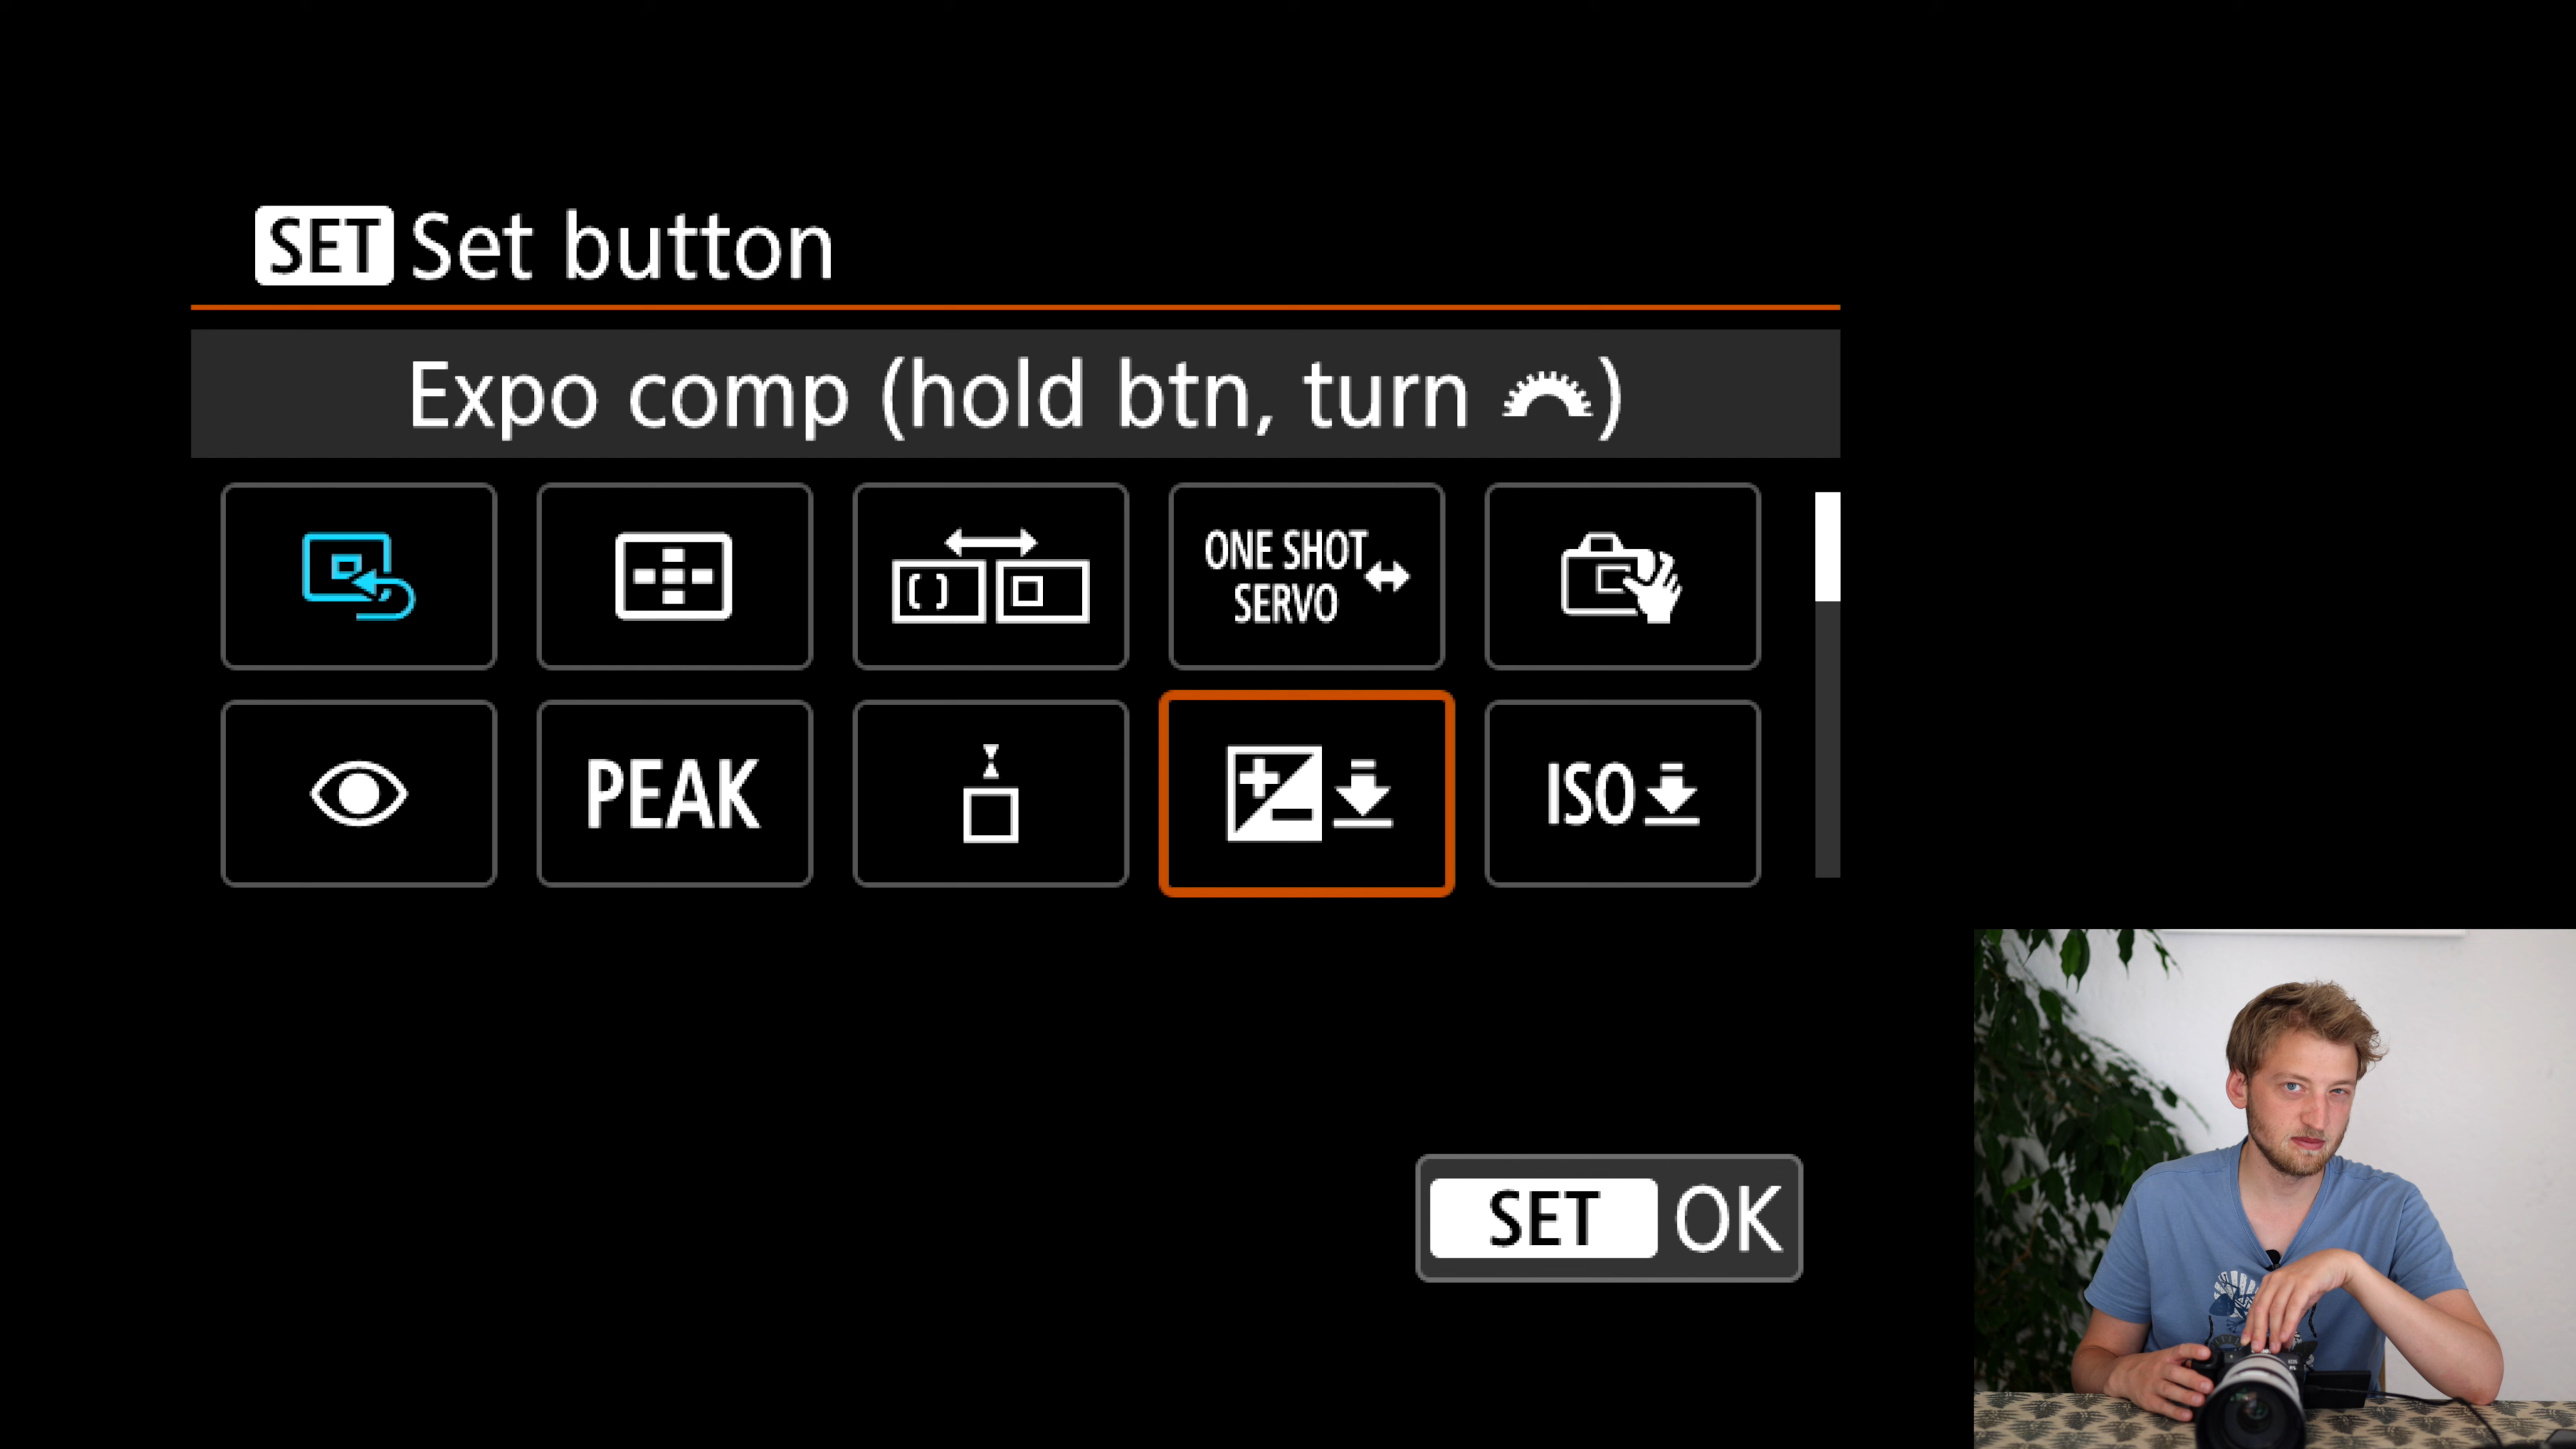 SET Set button
Expo comp (hold btn, turn )
ONE SHOT
SERVO
PEAK
ISO
SET OK